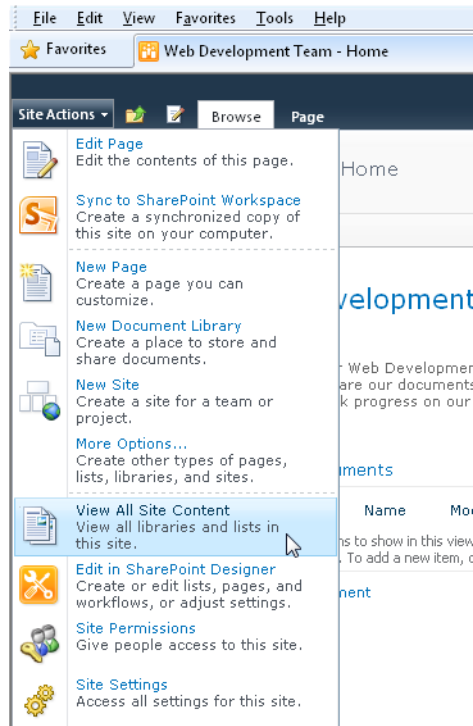 File Edit View Favorites Tools Help
Favorites Web Development Team - Home
Site Actions Browse Page
Edit Page
Edit the contents of this page.
Home
Sync to SharePoint Workspace
Create a synchronized copy of
this site on your computer.
New Page
Create a page you can
customize.
velopment
New Document Library
Create a place to store and
share documents.
r Web Developmen
New Site
are our documents
Create a site for a team or
k progress on our
project.
More Options...
Create other types of pages,
uments
lists, libraries, and sites.
View All Site Content
Name Mod
View all libraries and lists in
this site.
ns to show in this view
. To add a new item, c
Edit in SharePoint Designer
Create or edit lists, pages, and
ment
workflows, or adjust settings.
Site Permissions
Give people access to this site.
Site Settings
Access all settings for this site.